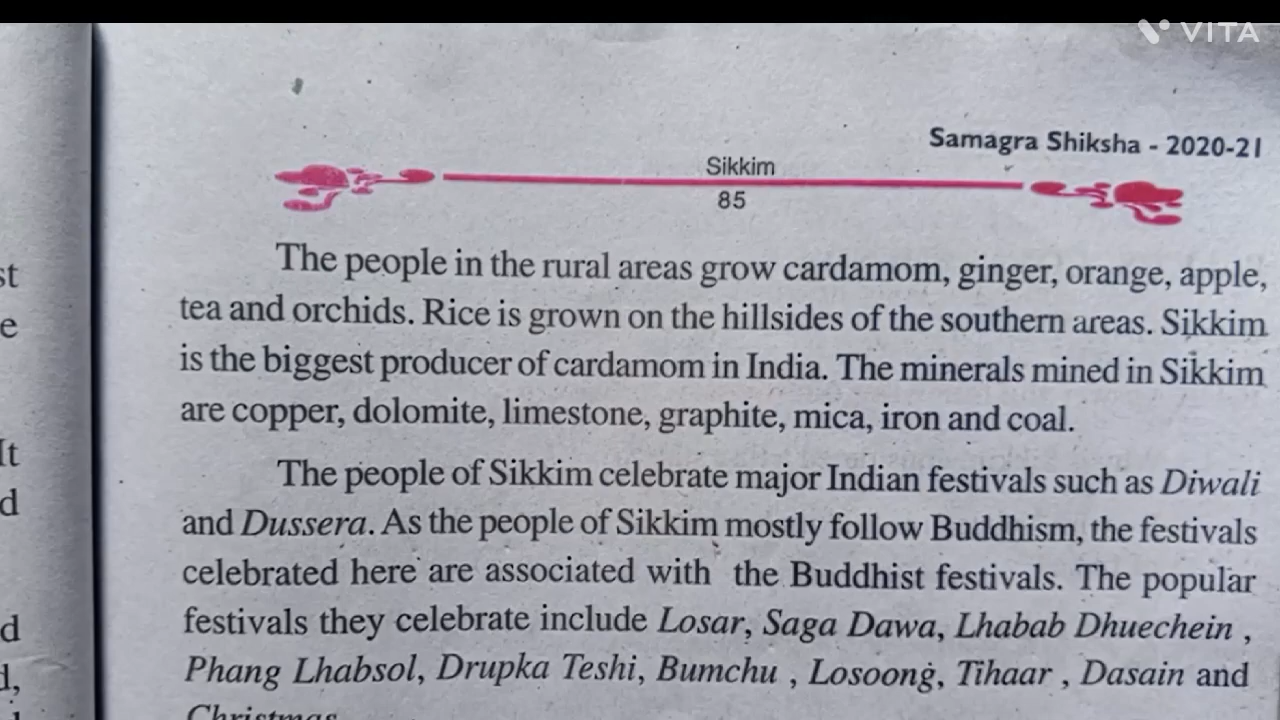 VITA
Samagra Shiksha - 2020-21
Sikkim
85
The people in the rural areas grow cardamom, ginger, orange, apple,
tea and orchids. Rice is grown on the hillsides of the southern areas. Sikkim
is the biggest producer of cardamom in India. The minerals mined in Sikkim
are copper, dolomite, limestone, graphite, mica, iron and coal.
The people of Sikkim celebrate major Indian festivals such as Diwali
and Dussera. As the people of Sikkim mostly follow Buddhism, the festivals
celebrated here are associated with the Buddhist festivals. The popular
festivals they celebrate include Losar, Saga Dawa, Lhabab Dhuechein ,
Phang Lhabsol, Drupka Teshi, Bumchu , Losoong, Tihaar , Dasain and
Christmas